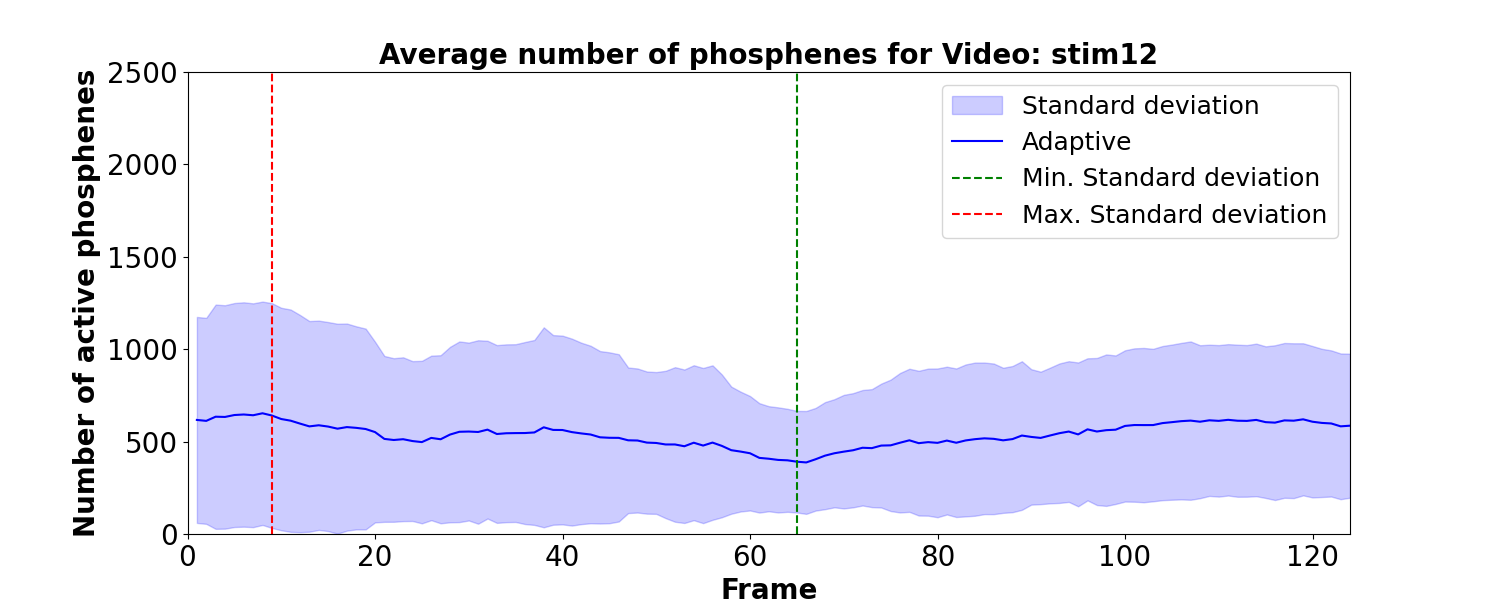 Average number of phosphenes for Video: stim12
Number of active phosphenes
2500
2000
1500
1000
500
0
Standard deviation
Adaptive
Min. Standard deviation
Max. Standard deviation
0 20 40 60 80 100 120
Frame